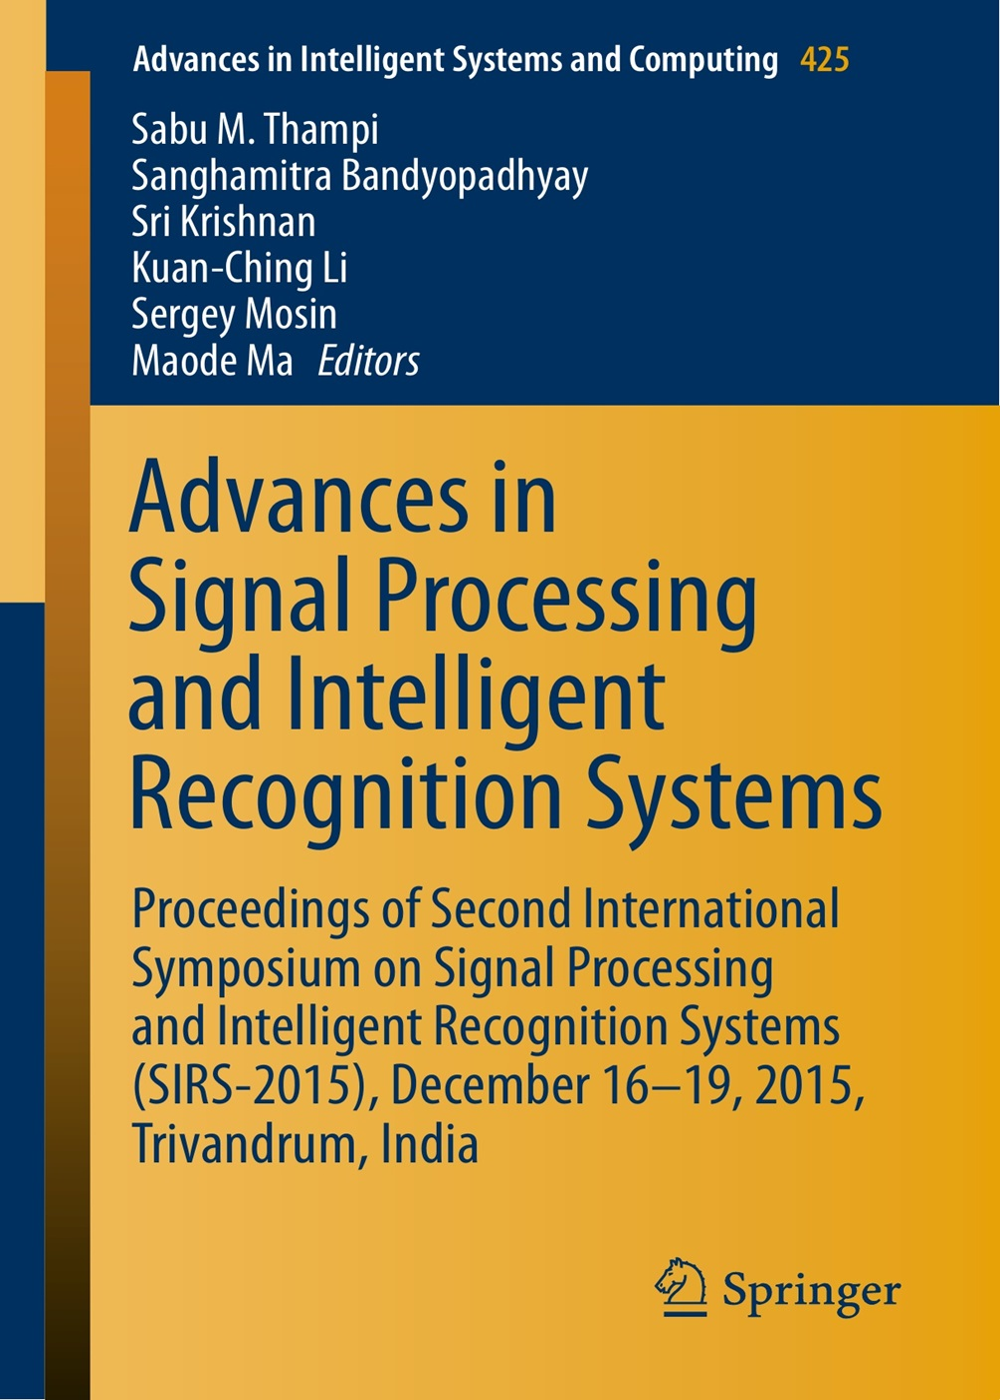 Advances in Intelligent Systems and Computing 425
Sabu M. Thampi
Sanghamitra Bandyopadhyay
Sri Krishnan
Kuan-Ching Li
Sergey Mosin
Maode Ma Editors
Advances in
Signal Processing
and Intelligent
Recognition Systems
Proceedings of Second International
Symposium on Signal Processing
and Intelligent Recognition Systems
(SIRS-2015), December 16–19, 2015,
Trivandrum, India
Springer